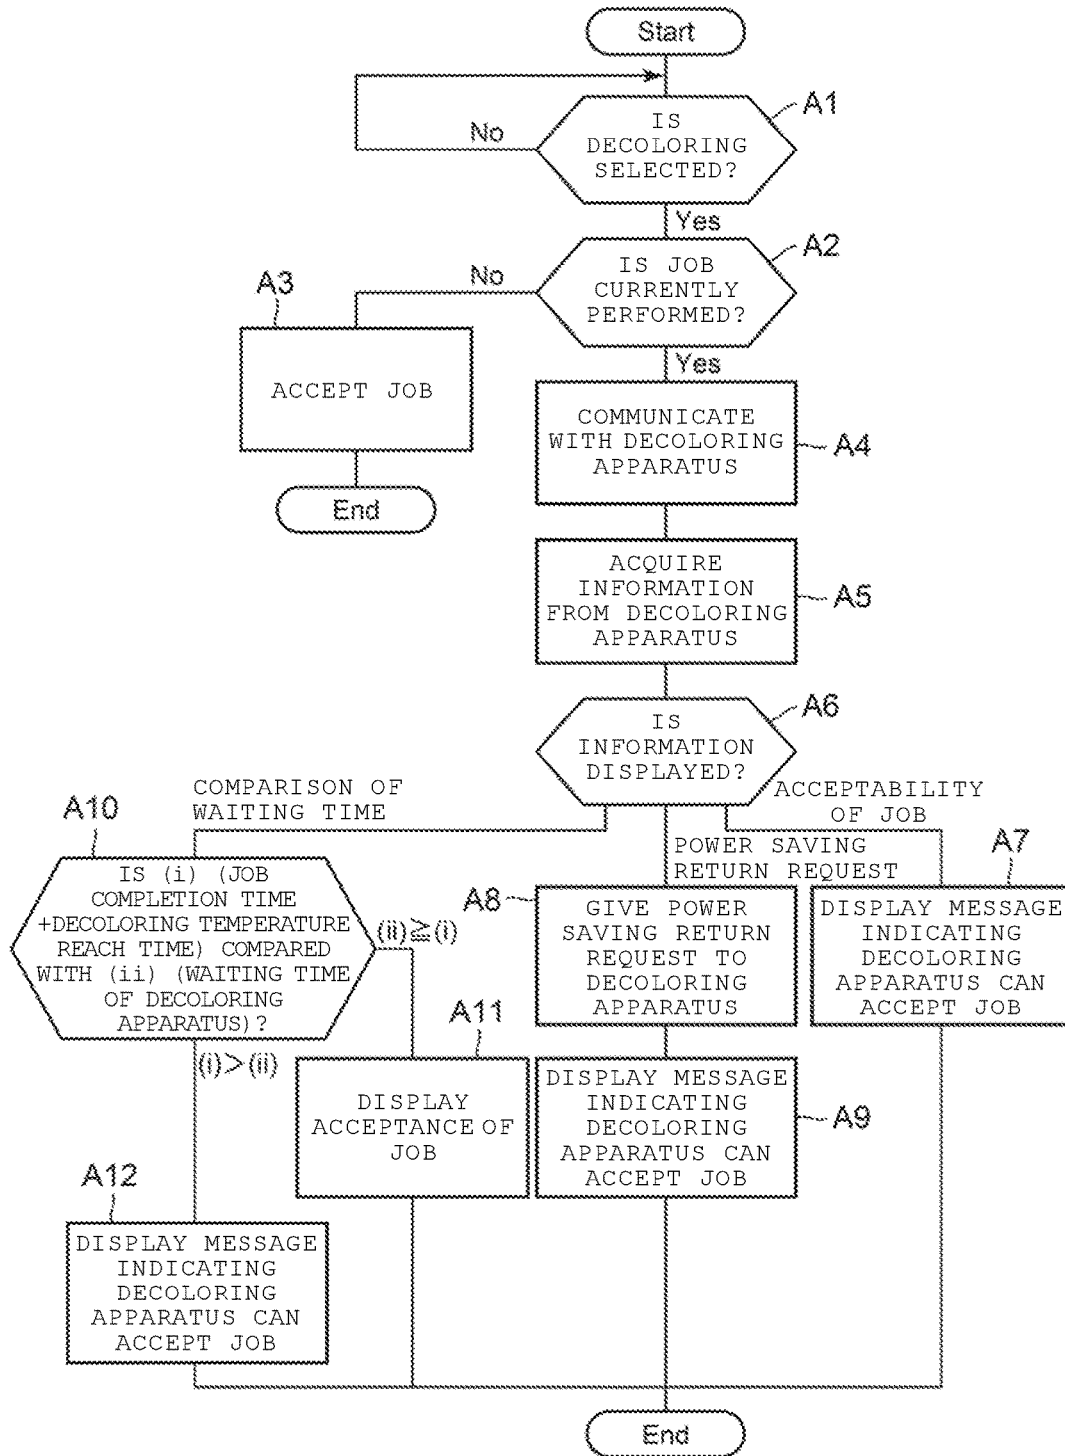 Start
A1
IS
DECOLORING
SELECTED?
No
Yes
A2
IS JOB
CURRENTLY
PERFORMED?
No
Yes
A3
ACCEPT JOB
End
COMMUNICATE
WITH DECOLORING
APPARATUS
A4
ACQUIRE
INFORMATION
FROM DECOLORING
APPARATUS
A5
IS
INFORMATION
DISPLAYED?
A6
COMPARISON OF
WAITING TIME
POWER SAVING
RETURN REQUEST
ACCEPTABILITY
OF JOB
A10
IS (i) (JOB
COMPLETION TIME
+DECOLORING TEMPERATURE
REACH TIME) COMPARED
WITH (ii) (WAITING TIME
OF DECOLORING
APPARATUS)?
(ii)≧(i)
(i)>(ii)
A8
GIVE POWER
SAVING RETURN
REQUEST TO
DECOLORING
APPARATUS
A7
DISPLAY MESSAGE
INDICATING
DECOLORING
APPARATUS CAN
ACCEPT JOB
A11
DISPLAY
ACCEPTANCE OF
JOB
DISPLAY MESSAGE
INDICATING
DECOLORING
APPARATUS CAN
ACCEPT JOB
A9
A12
DISPLAY MESSAGE
INDICATING
DECOLORING
APPARATUS CAN
ACCEPT JOB
End